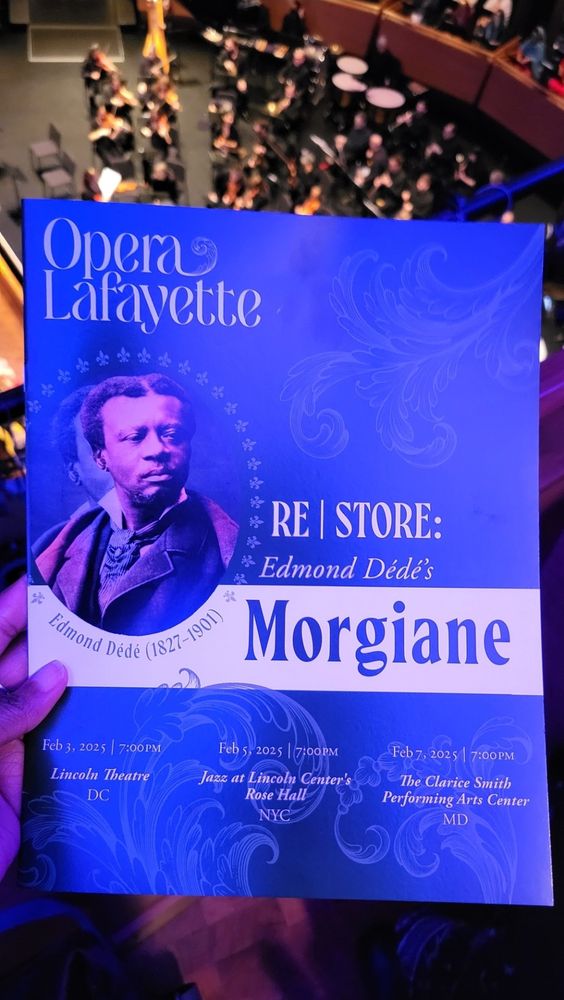 Opera
Lafayette
RE | STORE:
Edmond Dédé's
Morgiane
Edmond Dédé (1827–1901)
Feb 3, 2025 | 7:00PM
Lincoln Theatre
DC
Feb 5, 2025 | 7:00PM
Jazz at Lincoln Center's
Rose Hall
NYC
Feb 7, 2025 | 7:00PM
The Clarice Smith
Performing Arts Center
MD